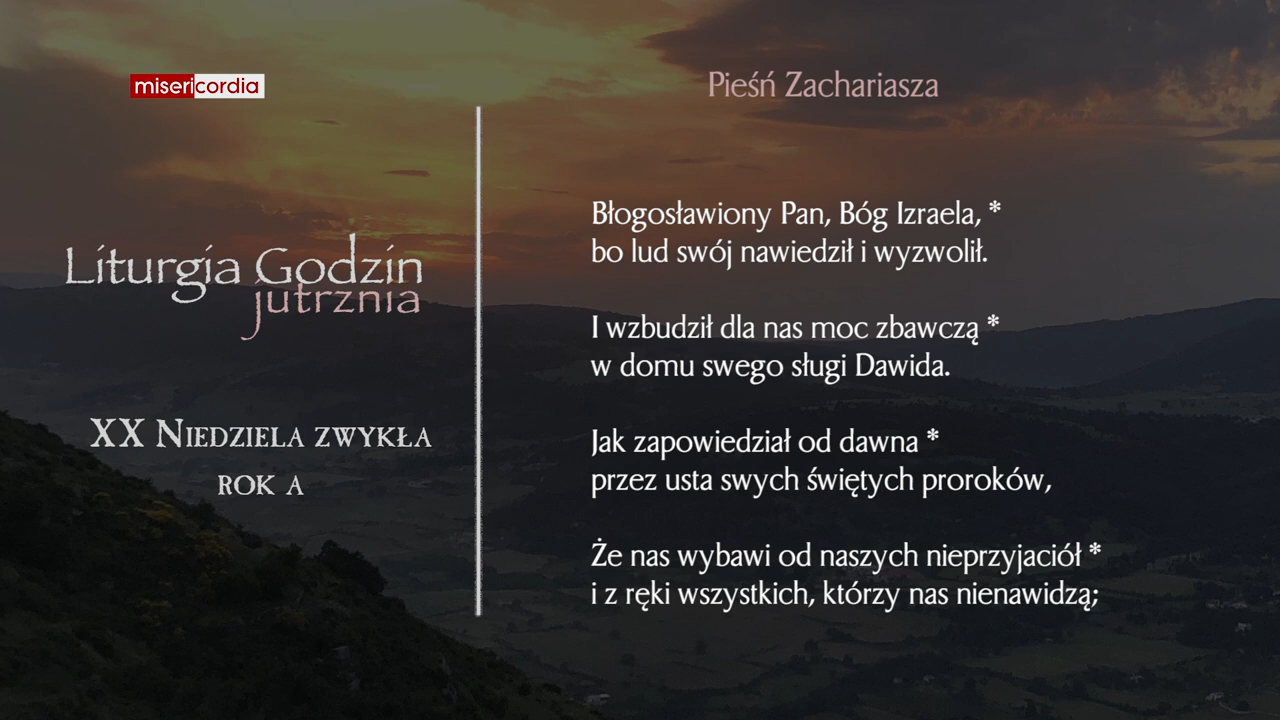 misericordia
Liturgia Godzin
jutrznia
XX Niedziela zwykła
rok A
Pieśń Zachariasza
Błogosławiony Pan, Bóg Izraela, *
bo lud swój nawiedził i wyzwolił.
I wzbudził dla nas moc zbawczą *
w domu swego sługi Dawida.
Jak zapowiedział od dawna *
przez usta swych świętych proroków,
Że nas wybawi od naszych nieprzyjaciół *
i z ręki wszystkich, którzy nas nienawidzą;